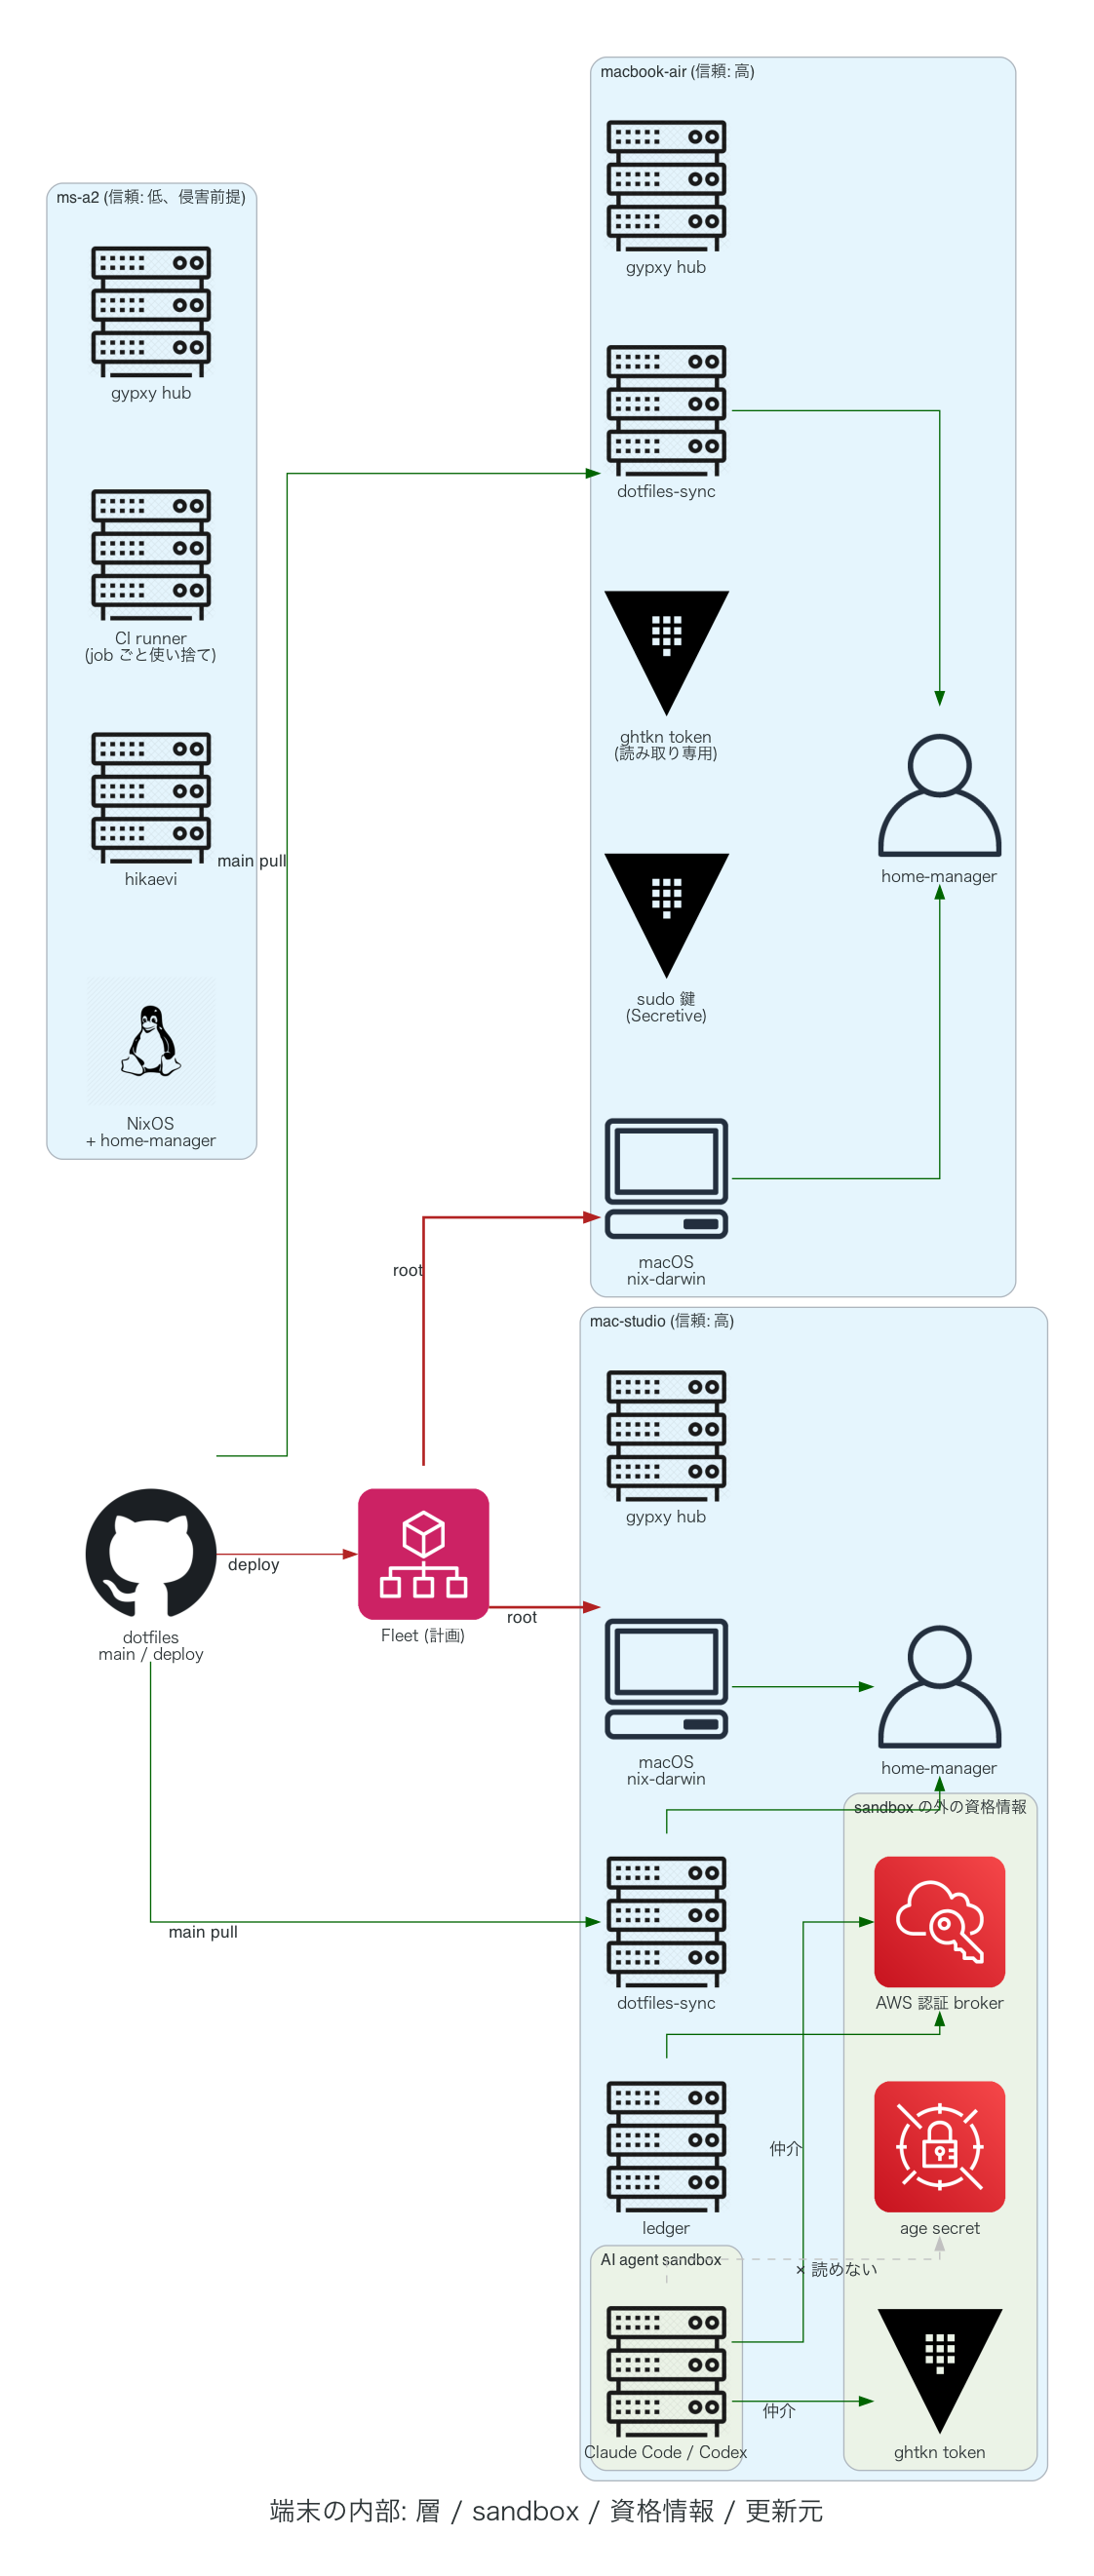 macbook-air (信頼: 高)
gypxy hub
dotfiles-sync
ghtkn token
(読み取り専用)
sudo 鍵
(Secretive)
macOS
nix-darwin
home-manager
ms-a2 (信頼: 低、侵害前提)
gypxy hub
CI runner
(job ごと使い捨て)
hikaevi
NixOS
+ home-manager
main pull
root
mac-studio (信頼: 高)
gypxy hub
dotfiles
main / deploy
deploy
Fleet (計画)
root
macOS
nix-darwin
home-manager
sandbox の外の資格情報
main pull
dotfiles-sync
AWS 認証 broker
仲介
ledger
age secret
AI agent sandbox
× 読めない
Claude Code / Codex
仲介
ghtkn token
端末の内部: 層 / sandbox / 資格情報 / 更新元